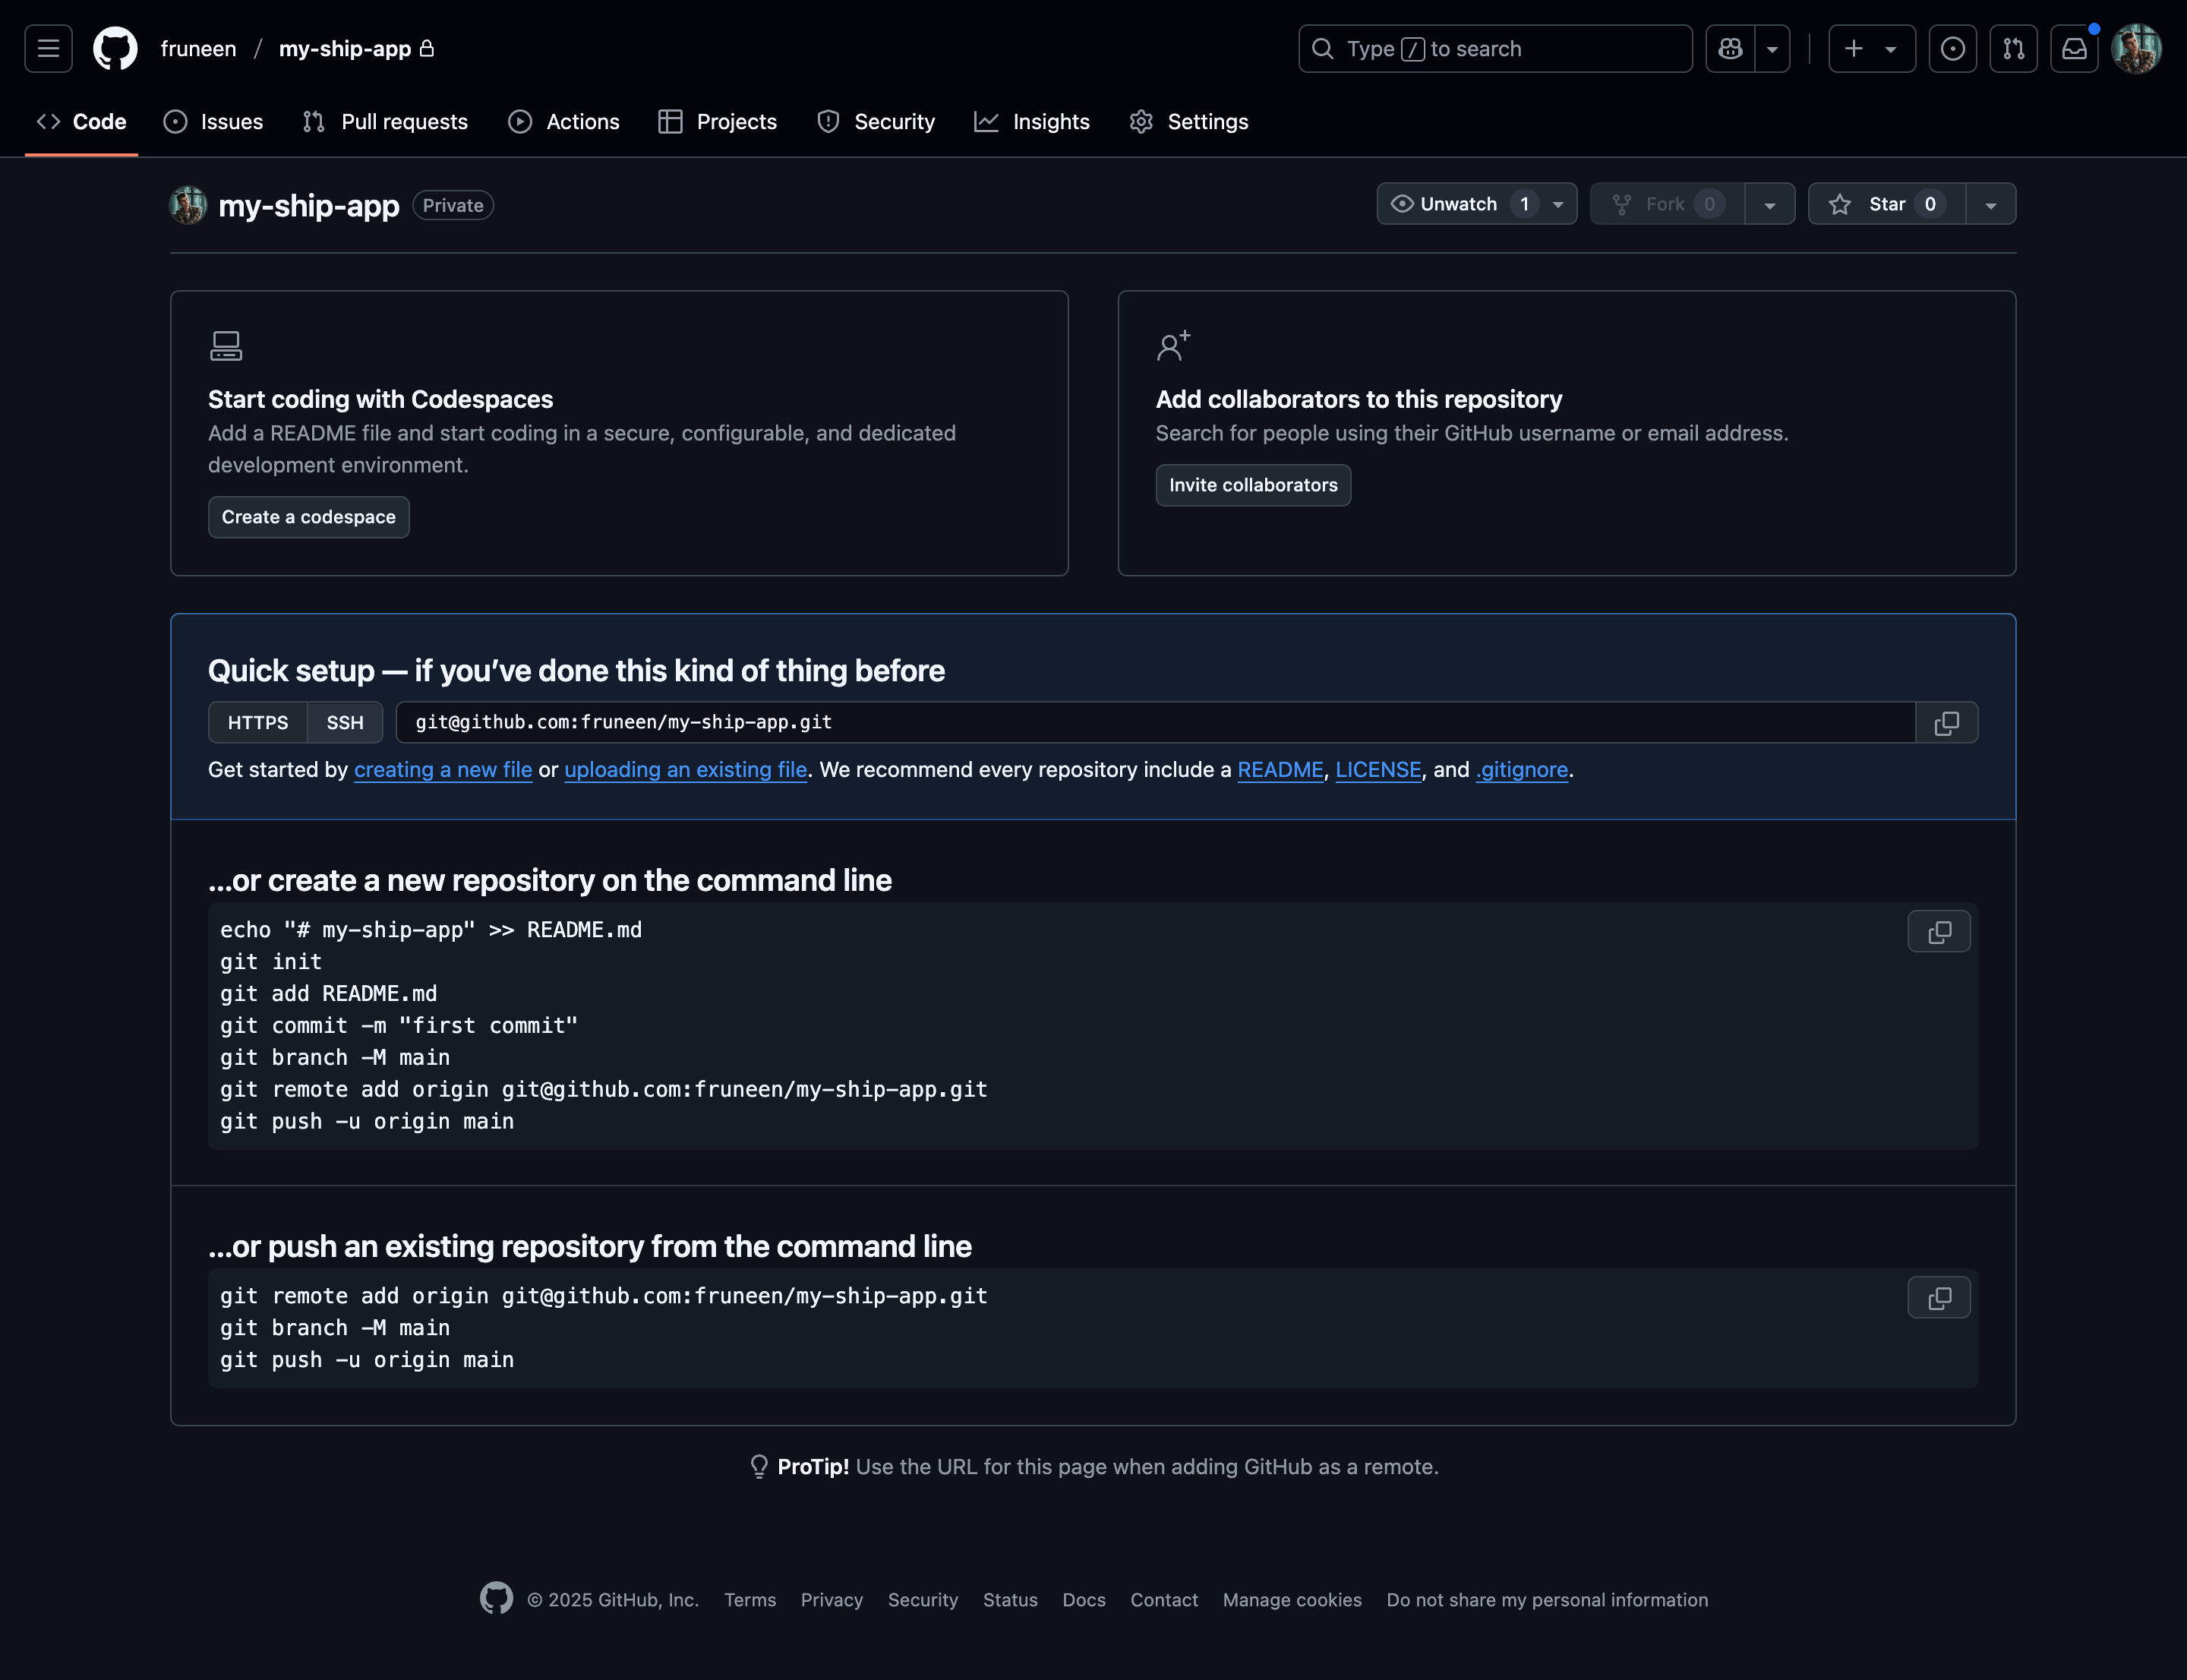 fruneen / my-ship-app
Type / to search
Code
Issues
Pull requests
Actions
Projects
Security
Insights
Settings
my-ship-app Private
Unwatch 1
Fork 0
Star 0
Start coding with Codespaces
Add a README file and start coding in a secure, configurable, and dedicated
development environment.
Create a codespace
Add collaborators to this repository
Search for people using their GitHub username or email address.
Invite collaborators
Quick setup — if you’ve done this kind of thing before
HTTPS SSH git@github.com:fruneen/my-ship-app.git
Get started by creating a new file or uploading an existing file. We recommend every repository include a README, LICENSE, and .gitignore.
…or create a new repository on the command line
echo "# my-ship-app" >> README.md
git init
git add README.md
git commit -m "first commit"
git branch -M main
git remote add origin git@github.com:fruneen/my-ship-app.git
git push -u origin main
…or push an existing repository from the command line
git remote add origin git@github.com:fruneen/my-ship-app.git
git branch -M main
git push -u origin main
ProTip! Use the URL for this page when adding GitHub as a remote.
© 2025 GitHub, Inc. Terms Privacy Security Status Docs Contact Manage cookies Do not share my personal information